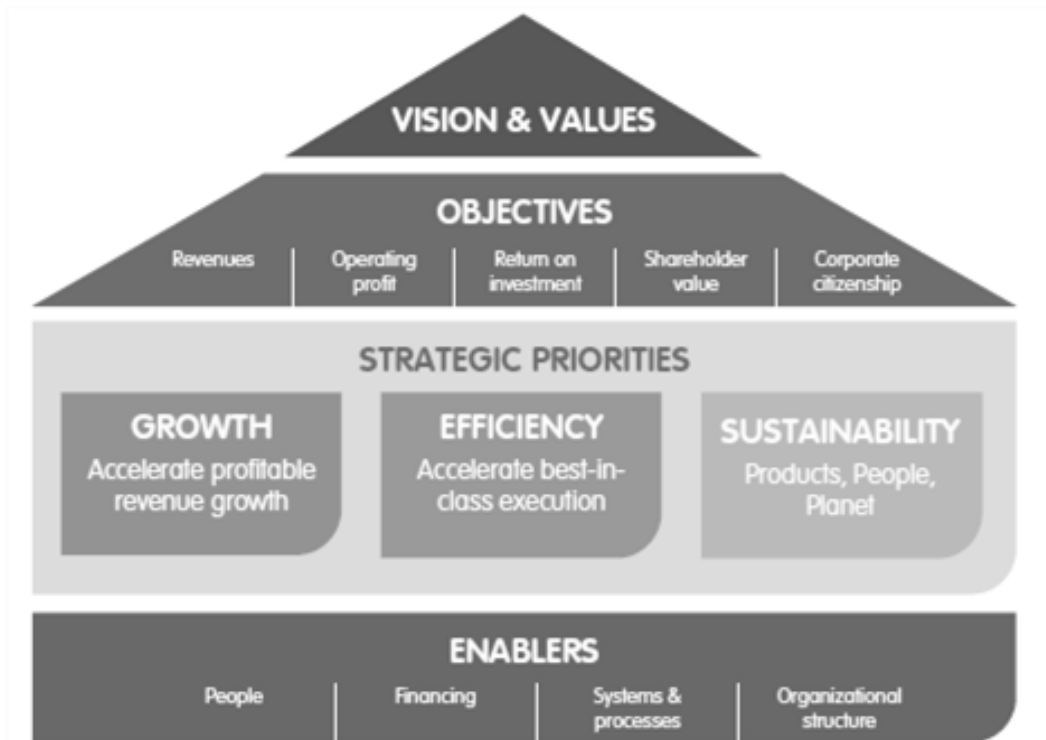 VISION & VALUES
OBJECTIVES
Revenues
Operating
profit
Return on
investment
Shareholder
value
Corporate
citizenship
STRATEGIC PRIORITIES
GROWTH
Accelerate profitable
revenue growth
EFFICIENCY
Accelerate best-in-
class execution
SUSTAINABILITY
Products, People,
Planet
ENABLERS
People
Financing
Systems &
processes
Organizational
structure